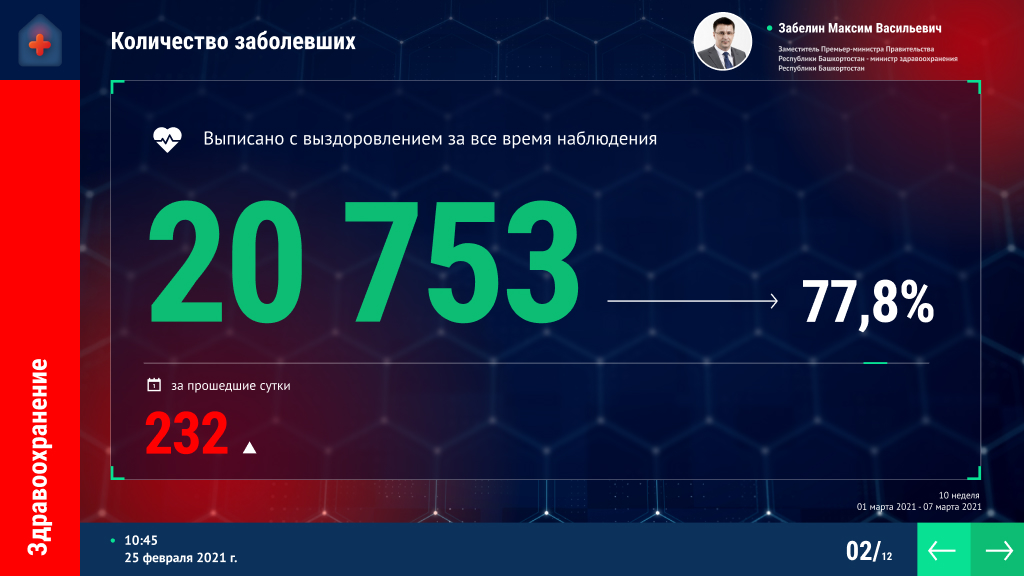 Количество заболевших
Забелин Максим Васильевич
Заместитель Премьер-министра Правительства
Республики Башкортостан - министр здравоохранения
Республики Башкортостан
Выписано с выздоровлением за все время наблюдения
20 753
77,8%
1
за прошедшие сутки
232
Здравоохранение
10 неделя
01 марта 2021 - 07 марта 2021
10:45
25 февраля 2021 г.
02/12